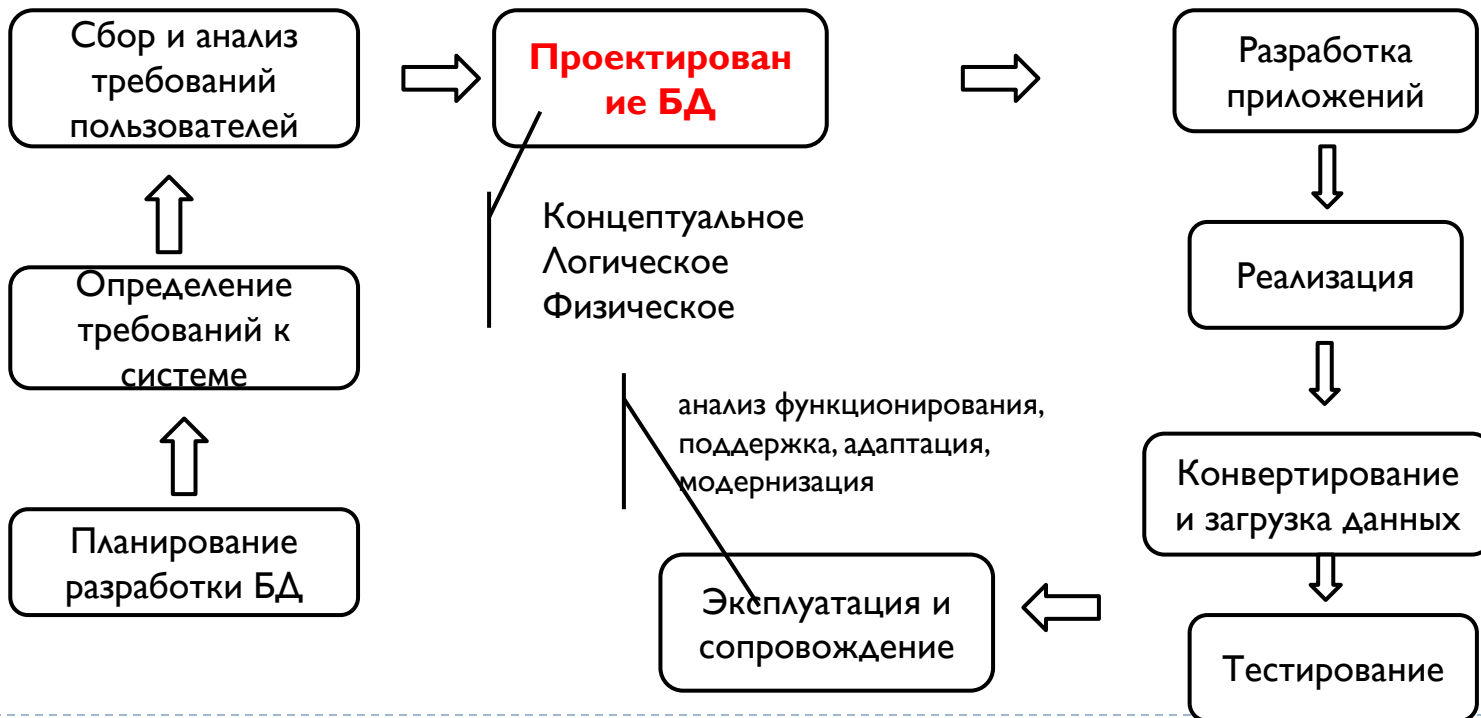 Сбор и анализ
требований
пользователей
Проектирован
ие БД
Разработка
приложений
Концептуальное
Логическое
Физическое
Определение
требований к
системе
Реализация
анализ функционирования,
поддержка, адаптация,
модернизация
Планирование
разработки БД
Конвертирование
и загрузка данных
Эксплуатация и
сопровождение
Тестирование